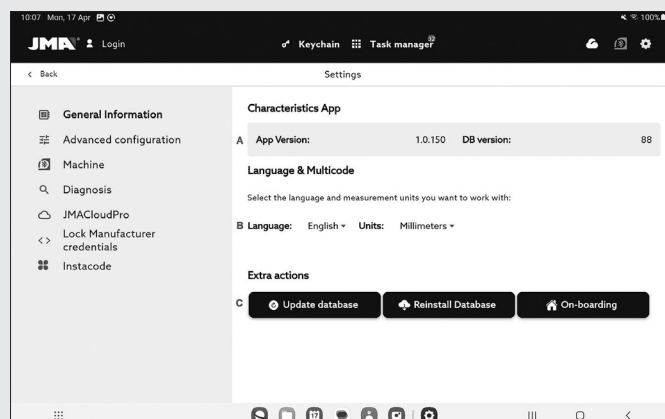 10:07 Mon, 17 Apr 100%
JMA Login Keychain Task manager 12
Back Settings
General Information
Advanced configuration
Machine
Diagnosis
JMACloudPro
Lock Manufacturer
credentials
Instacode
Characteristics App
A App Version: 1.0.150 DB version: 88
Language & Multicode
Select the language and measurement units you want to work with:
B Language: English Units: Millimeters
Extra actions
C Update database Reinstall Database On-boarding
17